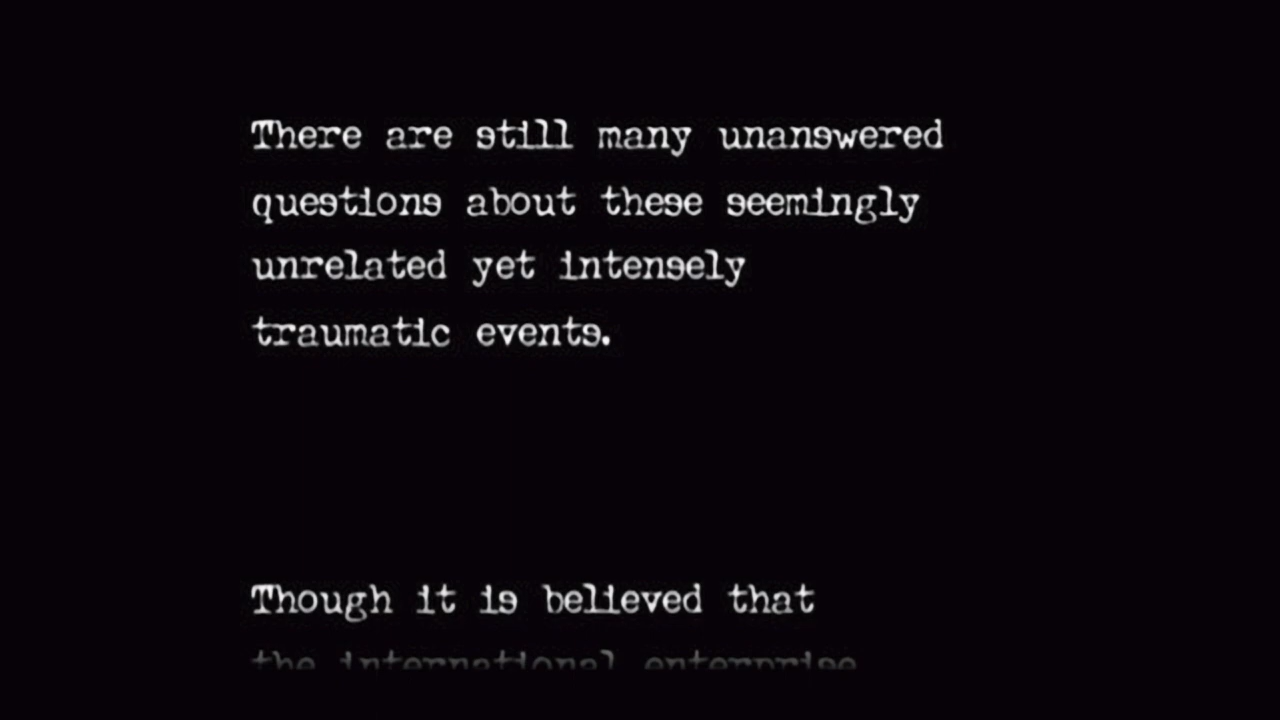 There are still many unanswered
questions about these seemingly
unrelated yet intensely
traumatic events.
Though it is believed that
the international enterprise